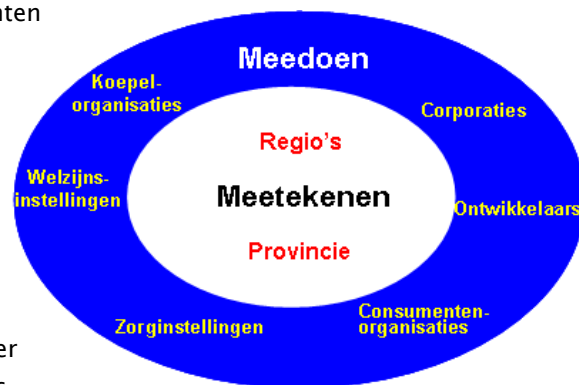 nten
Meedoen
Koepel-
organisaties
Corporaties
Regio's
Welzijns-
instellingen
Meetekenen
Ontwikkelaars
Provincie
Zorginstellingen
Consumenten-
organisaties
er